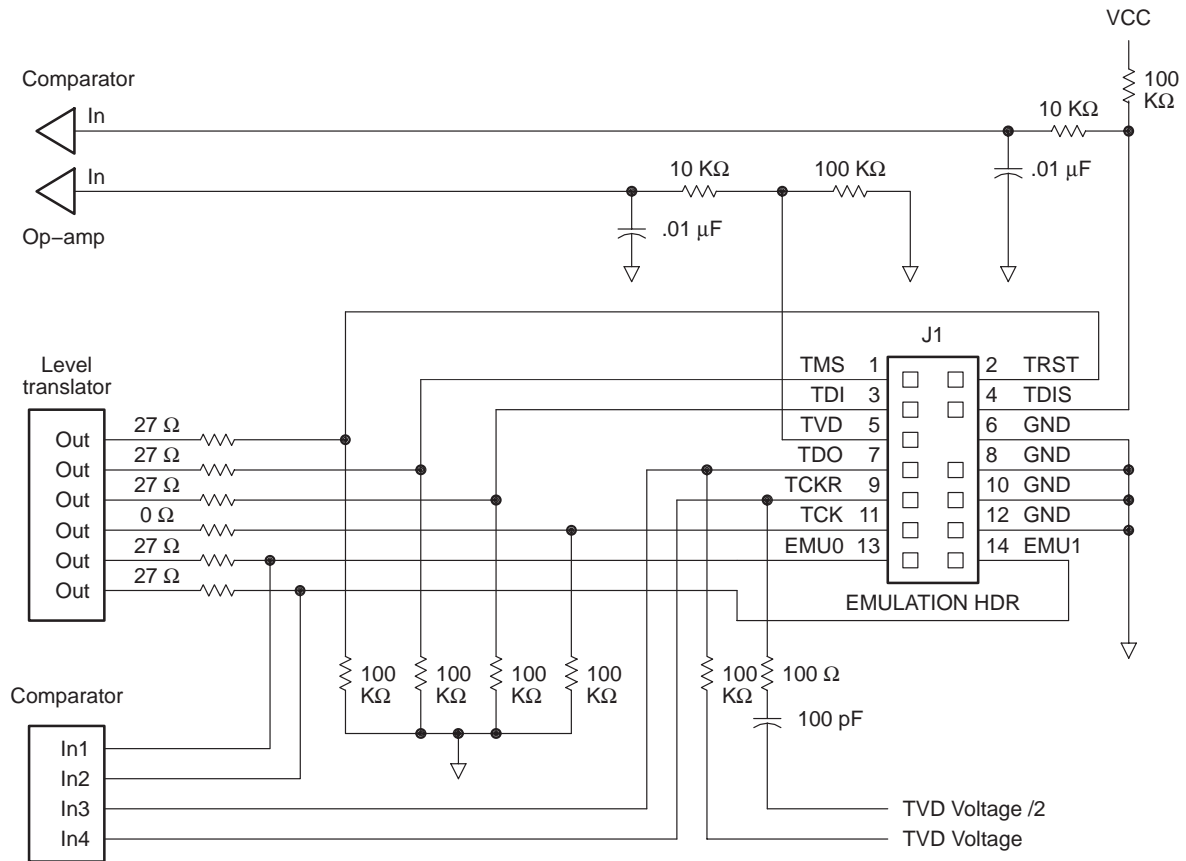 VCC
100
KΩ
Comparator
In
10 KΩ
.01 μF
In
10 KΩ
100 KΩ
Op−amp
.01 μF
J1
Level
translator
TMS 1
2 TRST
TDI 3
4 TDIS
TVD 5
6 GND
TDO 7
8 GND
TCKR 9
10 GND
TCK 11
12 GND
EMU0 13
14 EMU1
EMULATION HDR
27 Ω
Out
27 Ω
Out
27 Ω
Out
0 Ω
Out
27 Ω
Out
27 Ω
Out
100
KΩ
100
KΩ
100
KΩ
100
KΩ
100
KΩ
100 Ω
100 pF
Comparator
In1
In2
In3
In4
TVD Voltage /2
TVD Voltage